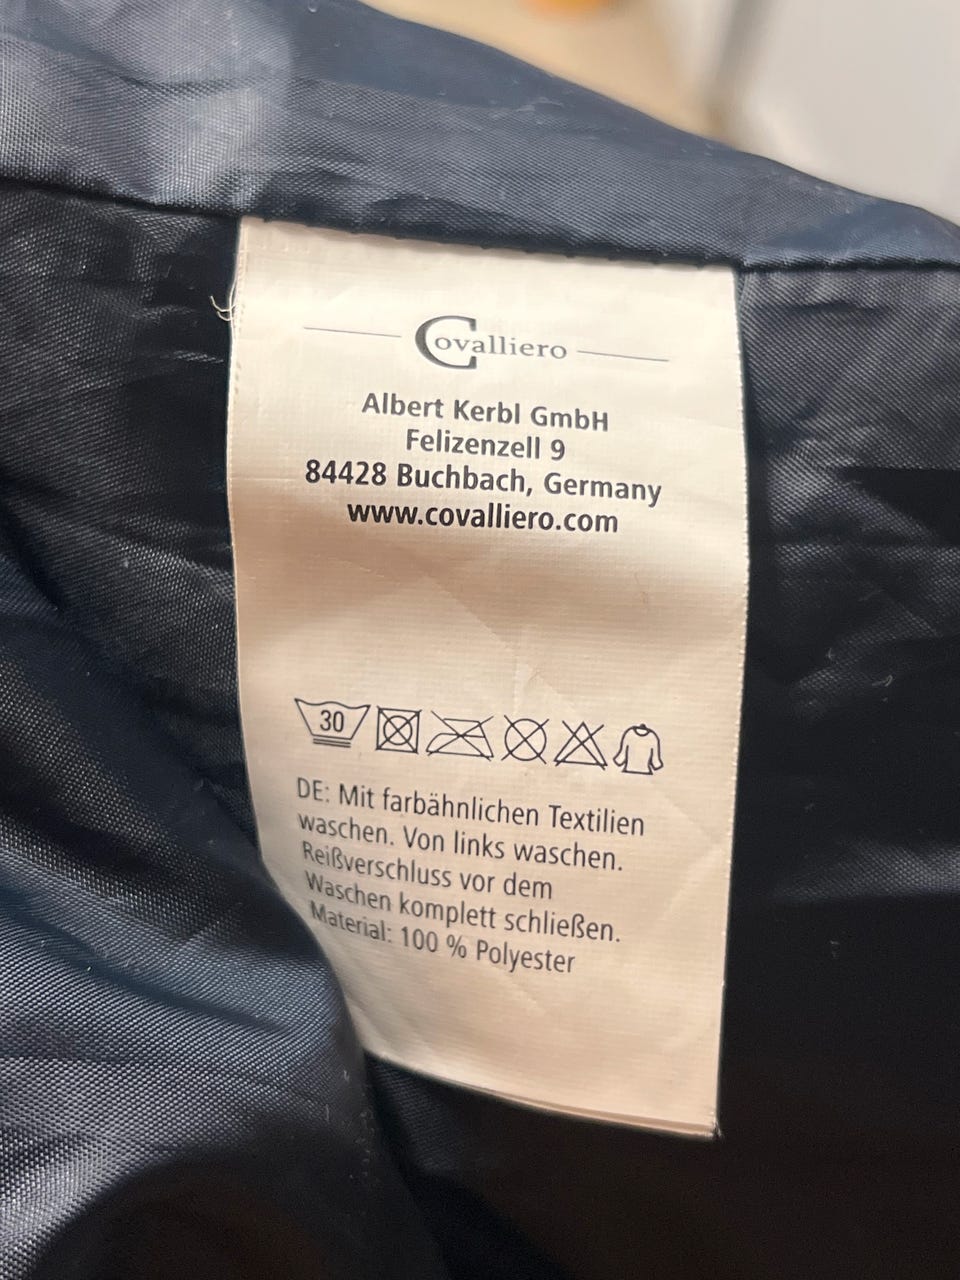 Covalliero
Albert Kerbl GmbH
Felizenzell 9
84428 Buchbach, Germany
www.covalliero.com
30
DE: Mit farbähnlichen Textilien
waschen. Von links waschen.
Reißverschluss vor dem
Waschen komplett schließen.
Material: 100 % Polyester